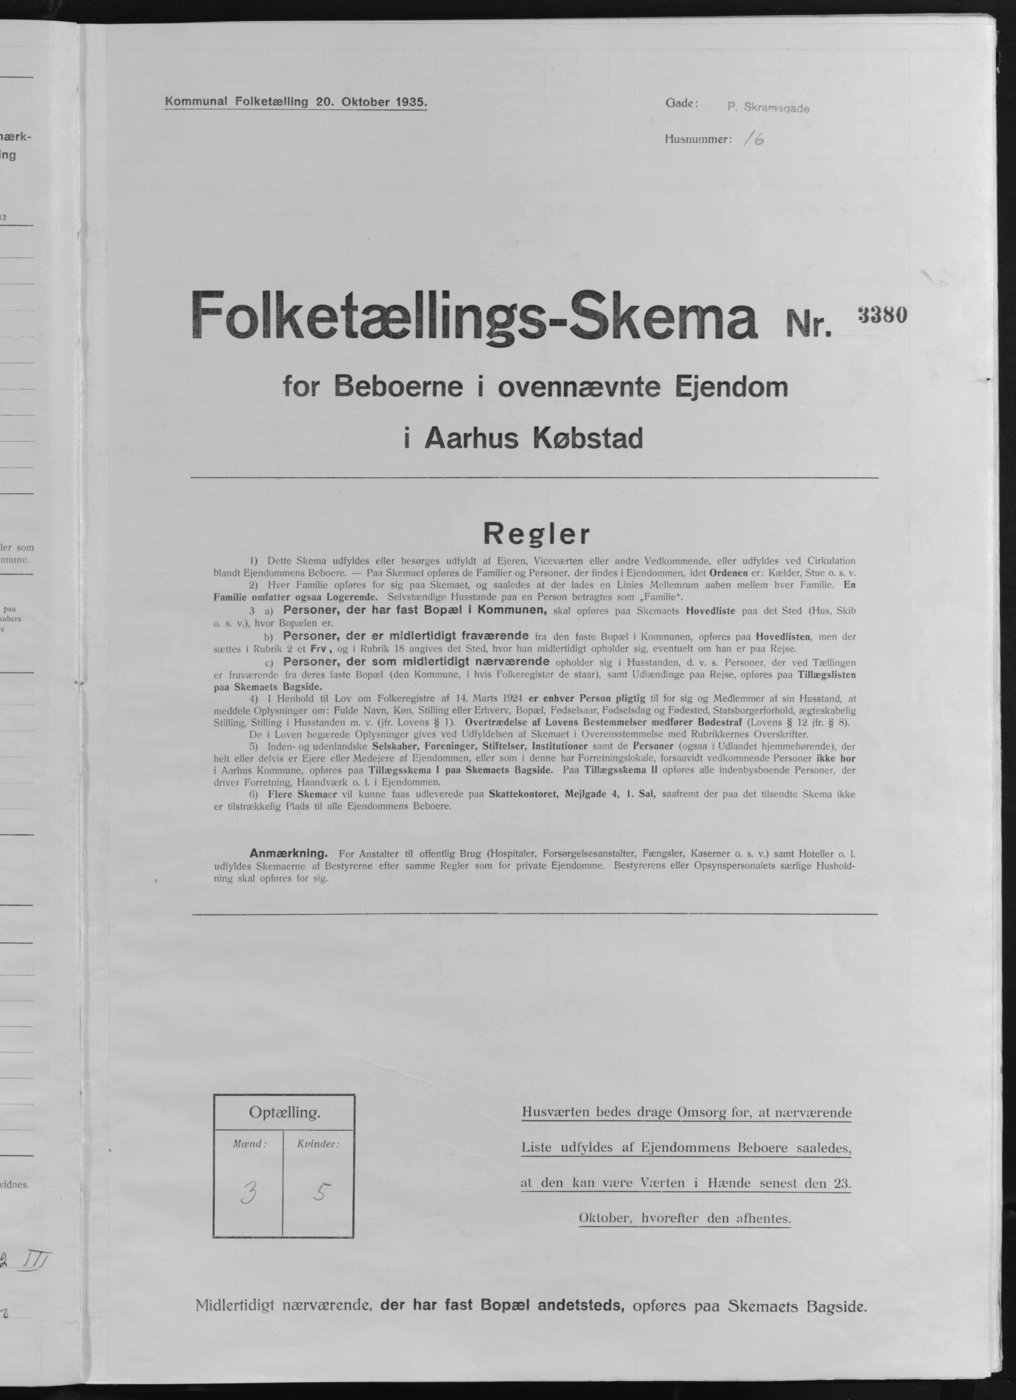 Kommunal Folketælling 20. Oktober 1935.
Gade: P. Skramsgade
Husnummer: 16
Folketællings-Skema Nr. 3380
for Beboerne i ovennævnte Ejendom
i Aarhus Købstad
Regler
1) Dette Skema udfyldes eller besørges udfyldt af Ejeren, Viceværten eller andre Vedkommende, eller udfyldes ved Cirkulation
blandt Ejendommens Beboere. — Paa Skemaet opføres de Familier og Personer, der findes i Ejendommen, idet Ordenen er: Kælder, Stue o. s. v.
2) Hver Familie opføres for sig paa Skemaet, og saaledes at der lades en Linies Mellemrum aaben mellem hver Familie. En
Familie omfatter ogsaa Logerende. Selvstændige Husstande paa en Person betragtes som „Familie".
3 a) Personer, der har fast Bopæl i Kommunen, skal opføres paa Skemaets Hovedliste paa det Sted (Hus, Skib
o. s. v.), hvor Bopælen er.
b) Personer, der er midlertidigt fraværende fra den faste Bopæl i Kommunen, opføres paa Hovedlisten, men der
sættes i Rubrik 2 et Frv., og i Rubrik 18 angives det Sted, hvor han midlertidigt opholder sig, eventuelt om han er paa Rejse.
c) Personer, der som midlertidigt nærværende opholder sig i Husstanden, d. v. s. Personer, der ved Tællingen
er fraværende fra deres faste Bopæl (den Kommune, i hvis Folkeregister de staar), samt Udlændinge paa Rejse, opføres paa Tillægslisten
paa Skemaets Bagside.
4) I Henhold til Lov om Folkeregistre af 14. Marts 1924 er enhver Person pligtig til for sig og Medlemmer af sin Husstand, at
meddele Oplysninger om: Fulde Navn, Køn, Stilling eller Erhverv, Bopæl, Fødselsaar, Fødselsdag og Fødested, Statsborgerforhold, ægteskabelig
Stilling, Stilling i Husstanden m. v. (jfr. Lovens § 1). Overtrædelse af Lovens Bestemmelser medfører Bødestraf (Lovens § 12 jfr. § 8).
De i Loven begærede Oplysninger gives ved Udfyldelsen af Skemaet i Overensstemmelse med Rubrikkernes Overskrifter.
5) Inden- og udenlandske Selskaber, Foreninger, Stiftelser, Institutioner samt de Personer (ogsaa i Udlandet hjemmehørende), der
helt eller delvis er Ejere eller Medejere af Ejendommen, eller som i denne har Forretningslokale, forsaavidt vedkommende Personer ikke bor
i Aarhus Kommune, opføres paa Tillægsskema I paa Skemaets Bagside. Paa Tillægsskema II opføres alle indenbysboende Personer, der
driver Forretning, Haandværk o. l. i Ejendommen.
6) Flere Skemaer vil kunne faas udleverede paa Skattekontoret, Mejlgade 4, 1. Sal, saafremt der paa det tilsendte Skema ikke
er tilstrækkelig Plads til alle Ejendommens Beboere.
Anmærkning. For Anstalter til offentlig Brug (Hospitaler, Forsørgelsesanstalter, Fængsler, Kaserner o. s. v.) samt Hoteller o. l.
udfyldes Skemaerne af Bestyrerne efter samme Regler som for private Ejendomme. Bestyrerens eller Opsynspersonalets særlige Hushold-
ning skal opføres for sig.
Optælling.
Mænd: Kvinder:
3 5
Husværten bedes drage Omsorg for, at nærværende
Liste udfyldes af Ejendommens Beboere saaledes,
at den kan være Værten i Hænde senest den 23.
Oktober, hvorefter den afhentes.
Midlertidigt nærværende, der har fast Bopæl andetsteds, opføres paa Skemaets Bagside.